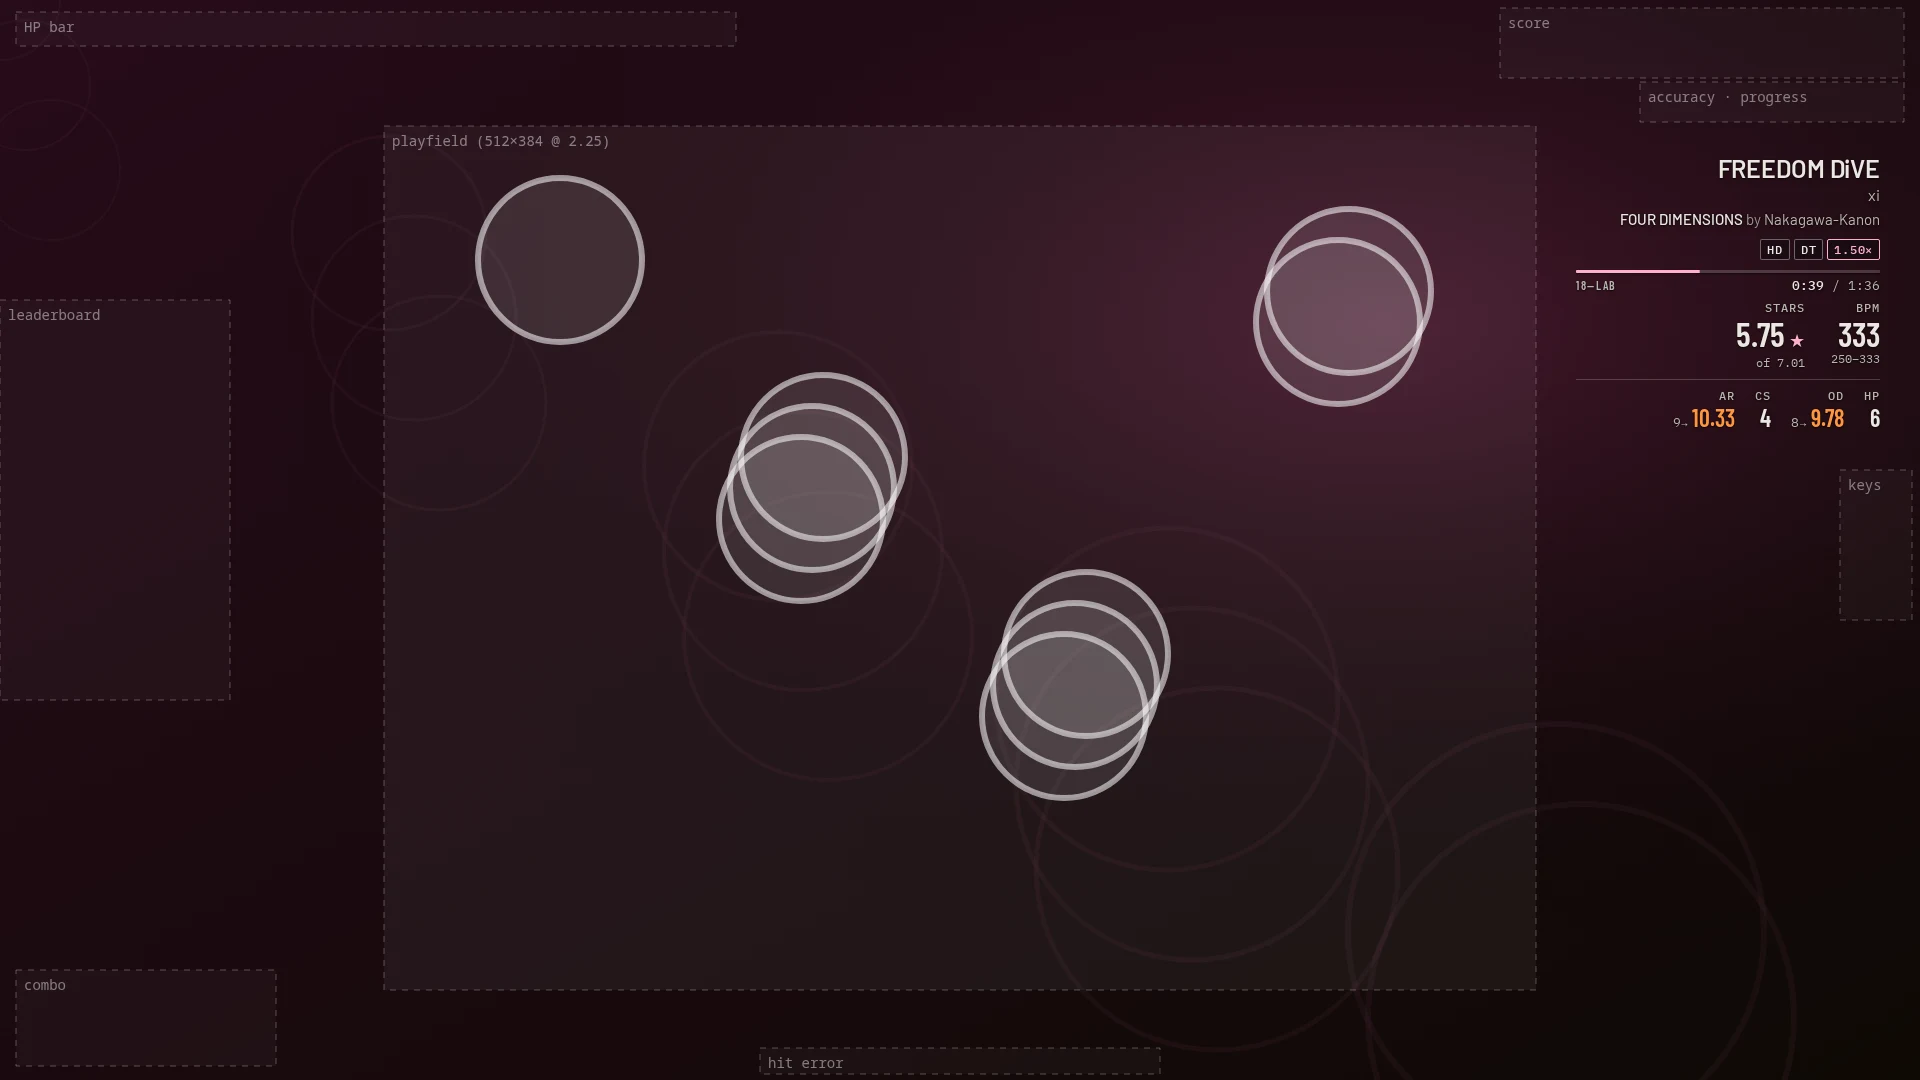 HP bar
score
accuracy · progress
playfield (512×384 @ 2.25)
FREEDOM DiVE
xi
FOUR DIMENSIONS by Nakagawa-Kanon
HD DT 1.50×
18—LAB 0:39 / 1:36
STARS BPM
5.75 ★ 333
of 7.01 250–333
AR CS OD HP
9→10.33 4 8→9.78 6
leaderboard
keys
combo
hit error